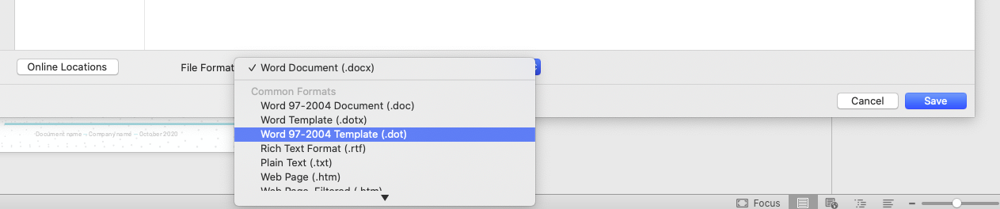 Online Locations
File Format
✓ Word Document (.docx)
Common Formats
Word 97-2004 Document (.doc)
Word Template (.dotx)
Word 97-2004 Template (.dot)
Rich Text Format (.rtf)
Plain Text (.txt)
Web Page (.htm)
Web Page, Filtered (.htm)
Cancel
Save
Document name – Company name – October 2020
Focus